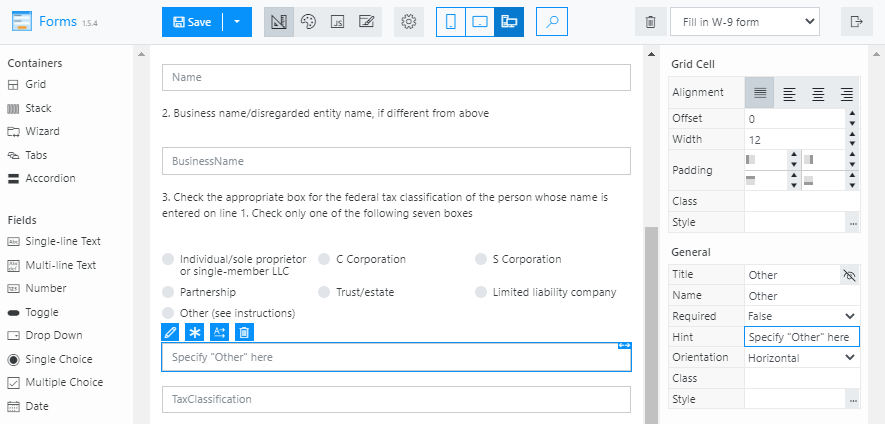 Forms 1.5.4
Save
JS
Fill in W-9 form
Containers
Grid
Stack
Wizard
Tabs
Accordion
Fields
Single-line Text
Multi-line Text
Number
Toggle
Drop Down
Single Choice
Multiple Choice
Date
Name
2. Business name/disregarded entity name, if different from above
BusinessName
3. Check the appropriate box for the federal tax classification of the person whose name is
entered on line 1. Check only one of the following seven boxes
Individual/sole proprietor
or single-member LLC
C Corporation
S Corporation
Partnership
Trust/estate
Limited liability company
Other (see instructions)
Specify "Other" here
TaxClassification
Grid Cell
Alignment
Offset 0
Width 12
Padding
Class
Style ...
General
Title Other
Name Other
Required False
Hint Specify "Other" here
Orientation Horizontal
Class
Style ...